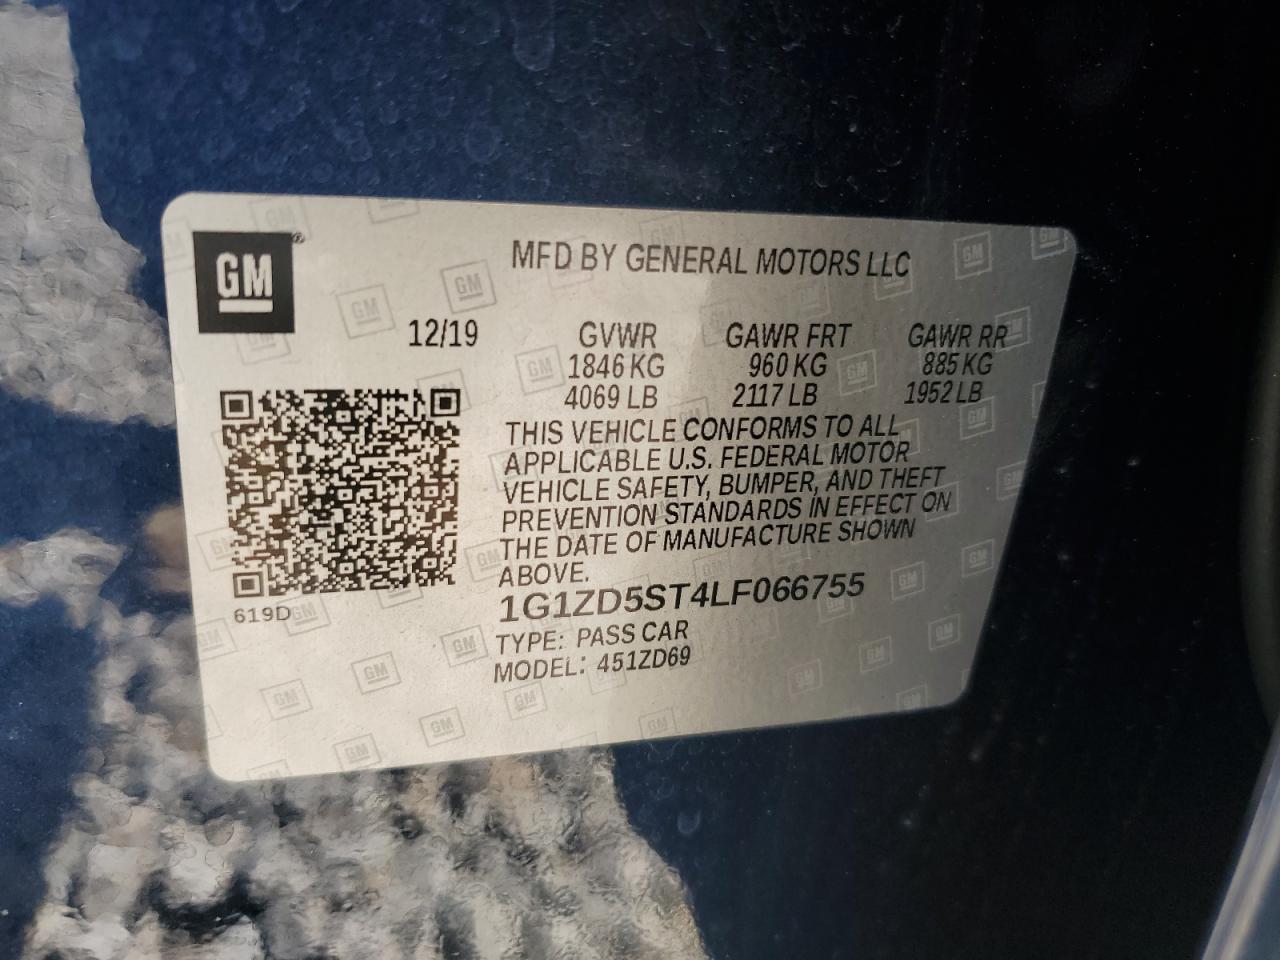 GM
MFD BY GENERAL MOTORS LLC
12/19 GVWR GAWR FRT GAWR RR
1846 KG 960 KG 885 KG
4069 LB 2117 LB 1952 LB
THIS VEHICLE CONFORMS TO ALL
APPLICABLE U.S. FEDERAL MOTOR
VEHICLE SAFETY, BUMPER, AND THEFT
PREVENTION STANDARDS IN EFFECT ON
THE DATE OF MANUFACTURE SHOWN
ABOVE.
1G1ZD5ST4LF066755
TYPE: PASS CAR
MODEL: 451ZD69
619D